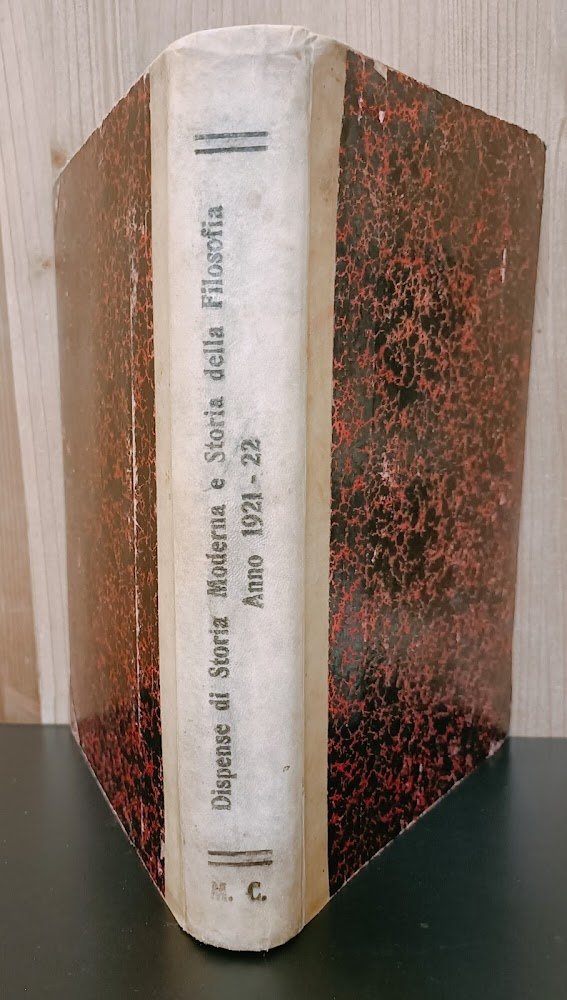 Dispense di Storia Moderna e Storia della Filosofia
Anno 1921-22
M. C.